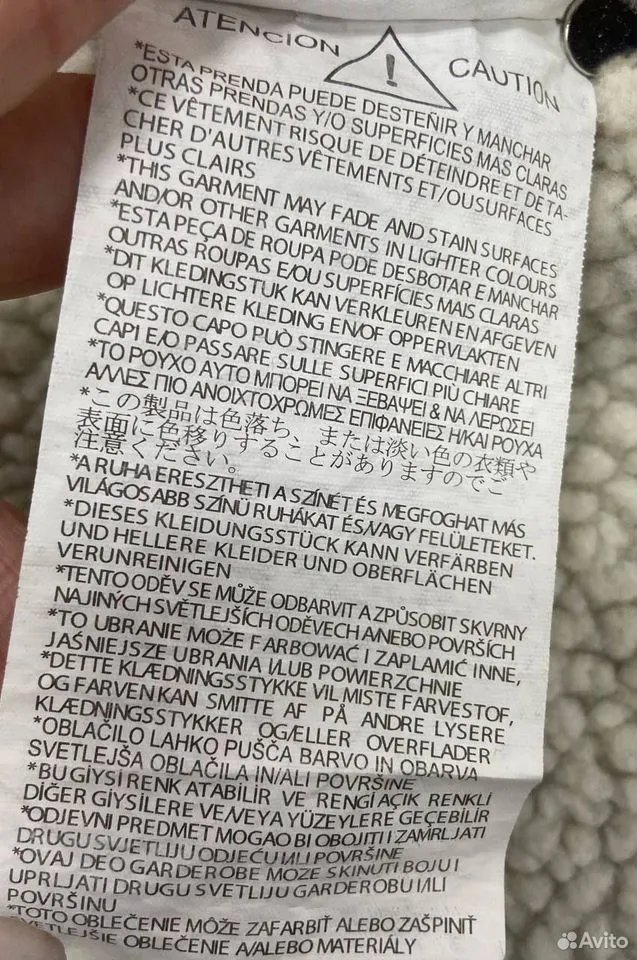 ATENCION
CAUTION
*ESTA PRENDA PUEDE DESTEÑIR Y MANCHAR
OTRAS PRENDAS Y/O SUPERFICIES MAS CLARAS
*CE VÊTEMENT RISQUE DE DÉTEINDRE ET DE TA-
CHER D'AUTRES VÊTEMENTS ET/OUSURFACES
PLUS CLAIRS
*THIS GARMENT MAY FADE AND STAIN SURFACES
AND/OR OTHER GARMENTS IN LIGHTER COLOURS
*ESTA PEÇA DE ROUPA PODE DESBOTAR E MANCHAR
OUTRAS ROUPAS E/OU SUPERFÍCIES MAIS CLARAS
*DIT KLEDINGSTUK KAN VERKLEUREN EN AFGEVEN
OP LICHTERE KLEDING EN/OF OPPERVLAKTEN
*QUESTO CAPO PUÒ STINGERE E MACCHIARE ALTRI
CAPI E/O PASSARE SULLE SUPERFICI PIÙ CHIARE
*ΤΟ ΡΟΥΧΟ ΑΥΤΟ ΜΠΟΡΕΙ ΝΑ ΞΕΒΑΨΕΙ & ΝΑ ΛΕΡΩΣΕΙ
ΑΛΛΕΣ ΠΙΟ ΑΝΟΙΧΤΟΧΡΩΜΕΣ ΕΠΙΦΑΝΕΙΕΣ Η/ΚΑΙ ΡΟΥΧΑ
*この製品は色落ち、または淡い色の衣類や
表面に色移りすることがありますのでご
注意ください。
*A RUHA ERESZTHETI A SZÍNÉT ÉS MEGFOGHAT MÁS
VILÁGOSABB SZÍNŰ RUHÁKAT ÉS/VAGY FELÜLETEKET.
*DIESES KLEIDUNGSSTÜCK KANN VERFÄRBEN
UND HELLERE KLEIDER UND OBERFLÄCHEN
VERUNREINIGEN
*TENTO ODĚV SE MŮŽE ODBARVIT A ZPŮSOBIT SKVRNY
NAJINÝCH SVĚTLEJŠÍCH ODĚVECH ANEBO POVRŠÍCH
*TO UBRANIE MOŻE FARBOWAĆ I ZAPLAMIĆ INNE,
JAŚNIEJSZE UBRANIA I/LUB POWIERZCHNIE
*DETTE KLÆDNINGSSTYKKE VIL MISTE FARVESTOF,
OG FARVEN KAN SMITTE AF PÅ ANDRE LYSERE
KLÆDNINGSSTYKKER OG/ELLER OVERFLADER
*OBLAČILO LAHKO PUŠČA BARVO IN OBARVA
SVETLEJŠA OBLAČILA IN/ALI POVRŠINE
*BU GİYSİ RENK ATABİLİR VE RENGİ AÇIK RENKLİ
DİĞER GİYSİLERE VE/VEYA YÜZEYLERE GEÇEBİLİR
*ODJEVNI PREDMET MOGAO BI OBOJITI I ZAMRLJATI
DRUGU SVJETLIJU ODJEĆU I/ILI POVRŠINE
*OVAJ DEO GARDEROBE MOZE SKINUTI BOJU I
UPRLJATI DRUGU SVETLIJU GARDEROBU I/ILI
POVRŠINU
*TOTO OBLEČENIE MÔŽE ZAFARBIŤ ALEBO ZAŠPINIŤ
SVETLEJŠIE OBLEČENIE A/ALEBO MATERIÁLY
Avito